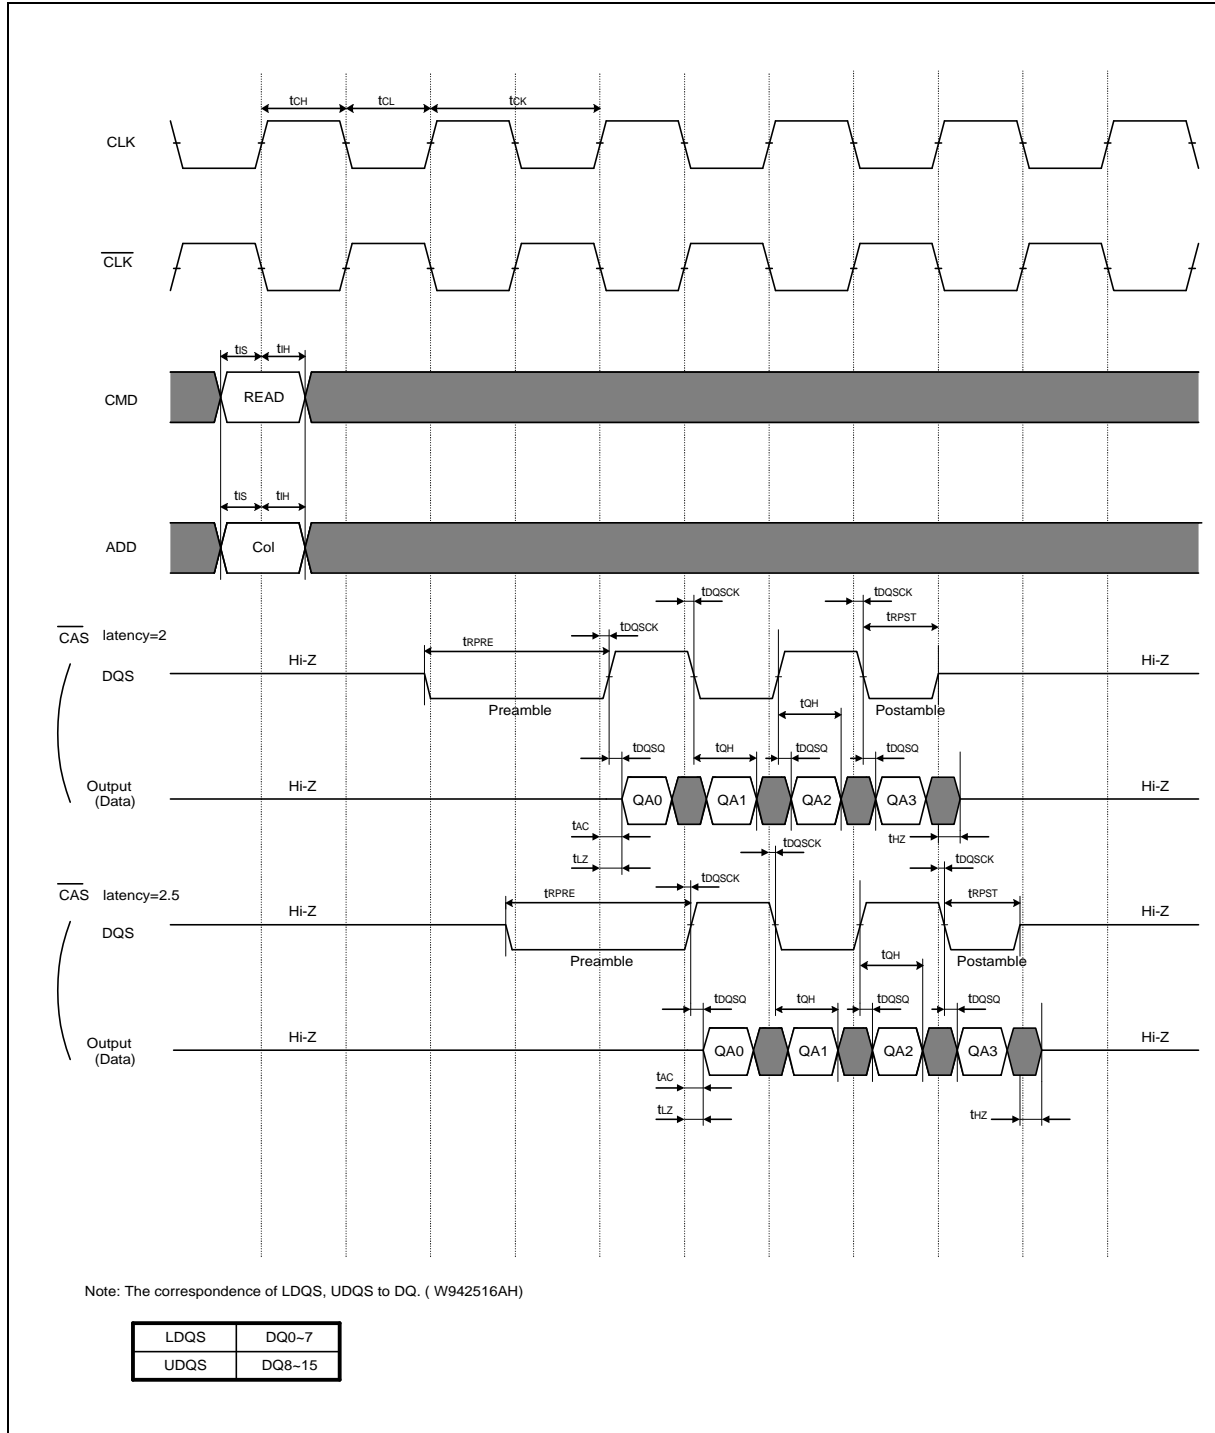 tCH tCL tCK
CLK
CLK
tIS tIH
CMD READ
tIS tIH
ADD Col
tDQSCK tDQSCK
tRPST
CAS latency=2
tDQSCK
tRPRE
Hi-Z Hi-Z
DQS
Preamble Postamble
tQH
tDQSQ tQH tDQSQ tDQSQ
Output
(Data)
Hi-Z Hi-Z
QA0 QA1 QA2 QA3
tAC tHZ
tDQSCK
tLZ tDQSCK tDQSCK
CAS latency=2.5
tRPRE tRPST
Hi-Z Hi-Z
DQS
Preamble Postamble
tQH
tDQSQ tQH tDQSQ tDQSQ
Output
(Data)
Hi-Z Hi-Z
QA0 QA1 QA2 QA3
tAC
tLZ tHZ
Note: The correspondence of LDQS, UDQS to DQ. ( W942516AH)
LDQS DQ0~7
UDQS DQ8~15